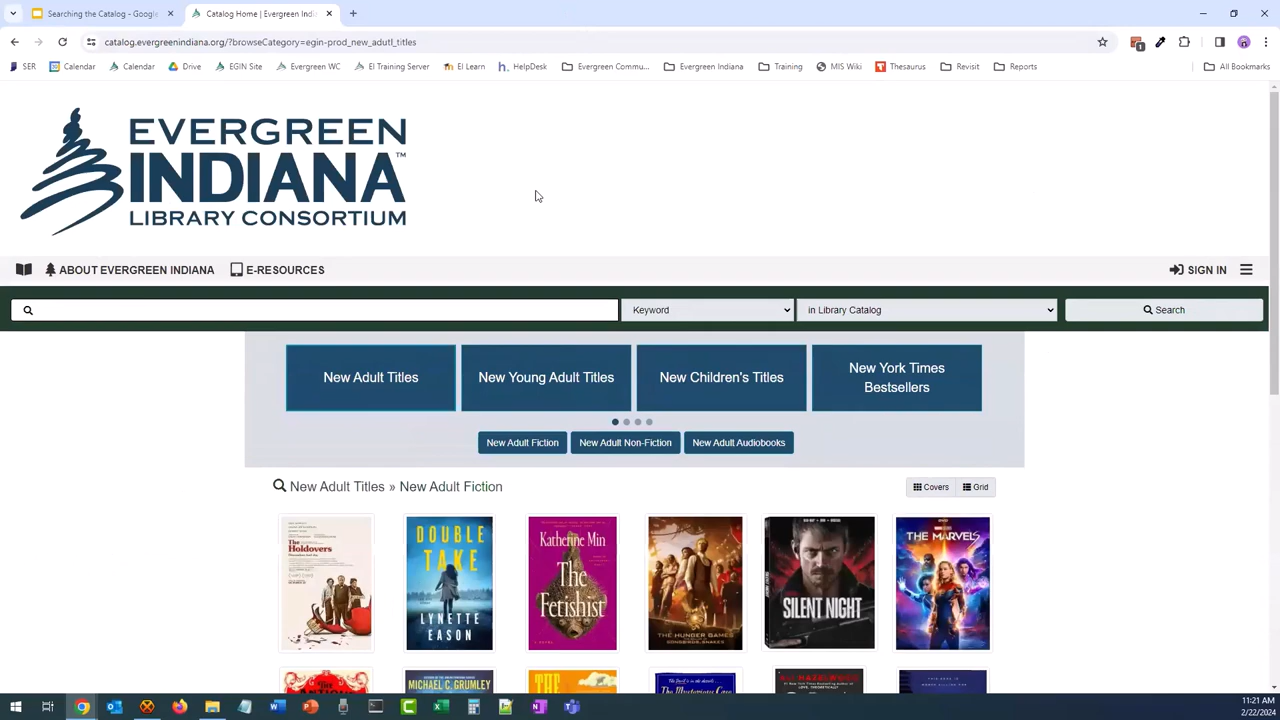 Searching the Catalog - Google
Catalog Home | Evergreen Indi
catalog.evergreenindiana.org/?browseCategory=egin-prod_new_adutl_titles
SER
Calendar
Calendar
Drive
EGIN Site
Evergreen WC
EI Training Server
EI Learn
HelpDesk
Evergreen Commu...
Evergreen Indiana
Training
MIS Wiki
Thesaurus
Revisit
Reports
All Bookmarks
EVERGREEN
INDIANA™
LIBRARY CONSORTIUM
ABOUT EVERGREEN INDIANA
E-RESOURCES
SIGN IN
Keyword
in Library Catalog
Search
New Adult Titles
New Young Adult Titles
New Children's Titles
New York Times
Bestsellers
New Adult Fiction
New Adult Non-Fiction
New Adult Audiobooks
New Adult Titles » New Adult Fiction
Covers
Grid
The
Holdovers
DOUBLE
TAKE
LYNETTE
EASON
Katherine Min
The
Fetishist
THE HUNGER GAMES
SILENT NIGHT
THE MARVELS
MICHAEL C. GRUMLEY
11:21 AM
2/22/2024